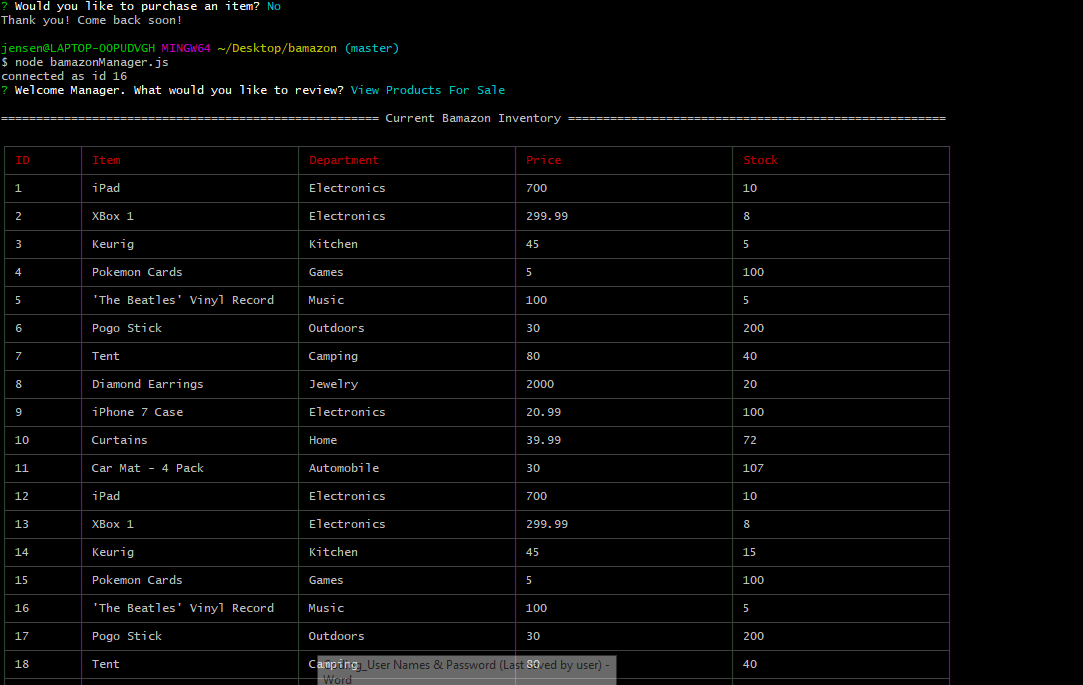 ? Would you like to purchase an item? No
Thank you! Come back soon!
jensen@LAPTOP-OOPUDVGH MINGW64 ~/Desktop/bamazon (master)
$ node bamazonManager.js
connected as id 16
? Welcome Manager. What would you like to review? View Products For Sale
====================================================== Current Bamazon Inventory ======================================================
ID Item Department Price Stock
1 iPad Electronics 700 10
2 XBox 1 Electronics 299.99 8
3 Keurig Kitchen 45 5
4 Pokemon Cards Games 5 100
5 'The Beatles' Vinyl Record Music 100 5
6 Pogo Stick Outdoors 30 200
7 Tent Camping 80 40
8 Diamond Earrings Jewelry 2000 20
9 iPhone 7 Case Electronics 20.99 100
10 Curtains Home 39.99 72
11 Car Mat - 4 Pack Automobile 30 107
12 iPad Electronics 700 10
13 XBox 1 Electronics 299.99 8
14 Keurig Kitchen 45 15
15 Pokemon Cards Games 5 100
16 'The Beatles' Vinyl Record Music 100 5
17 Pogo Stick Outdoors 30 200
18 Tent Camping 80 40
User Names & Password (Last saved by user) -
Word